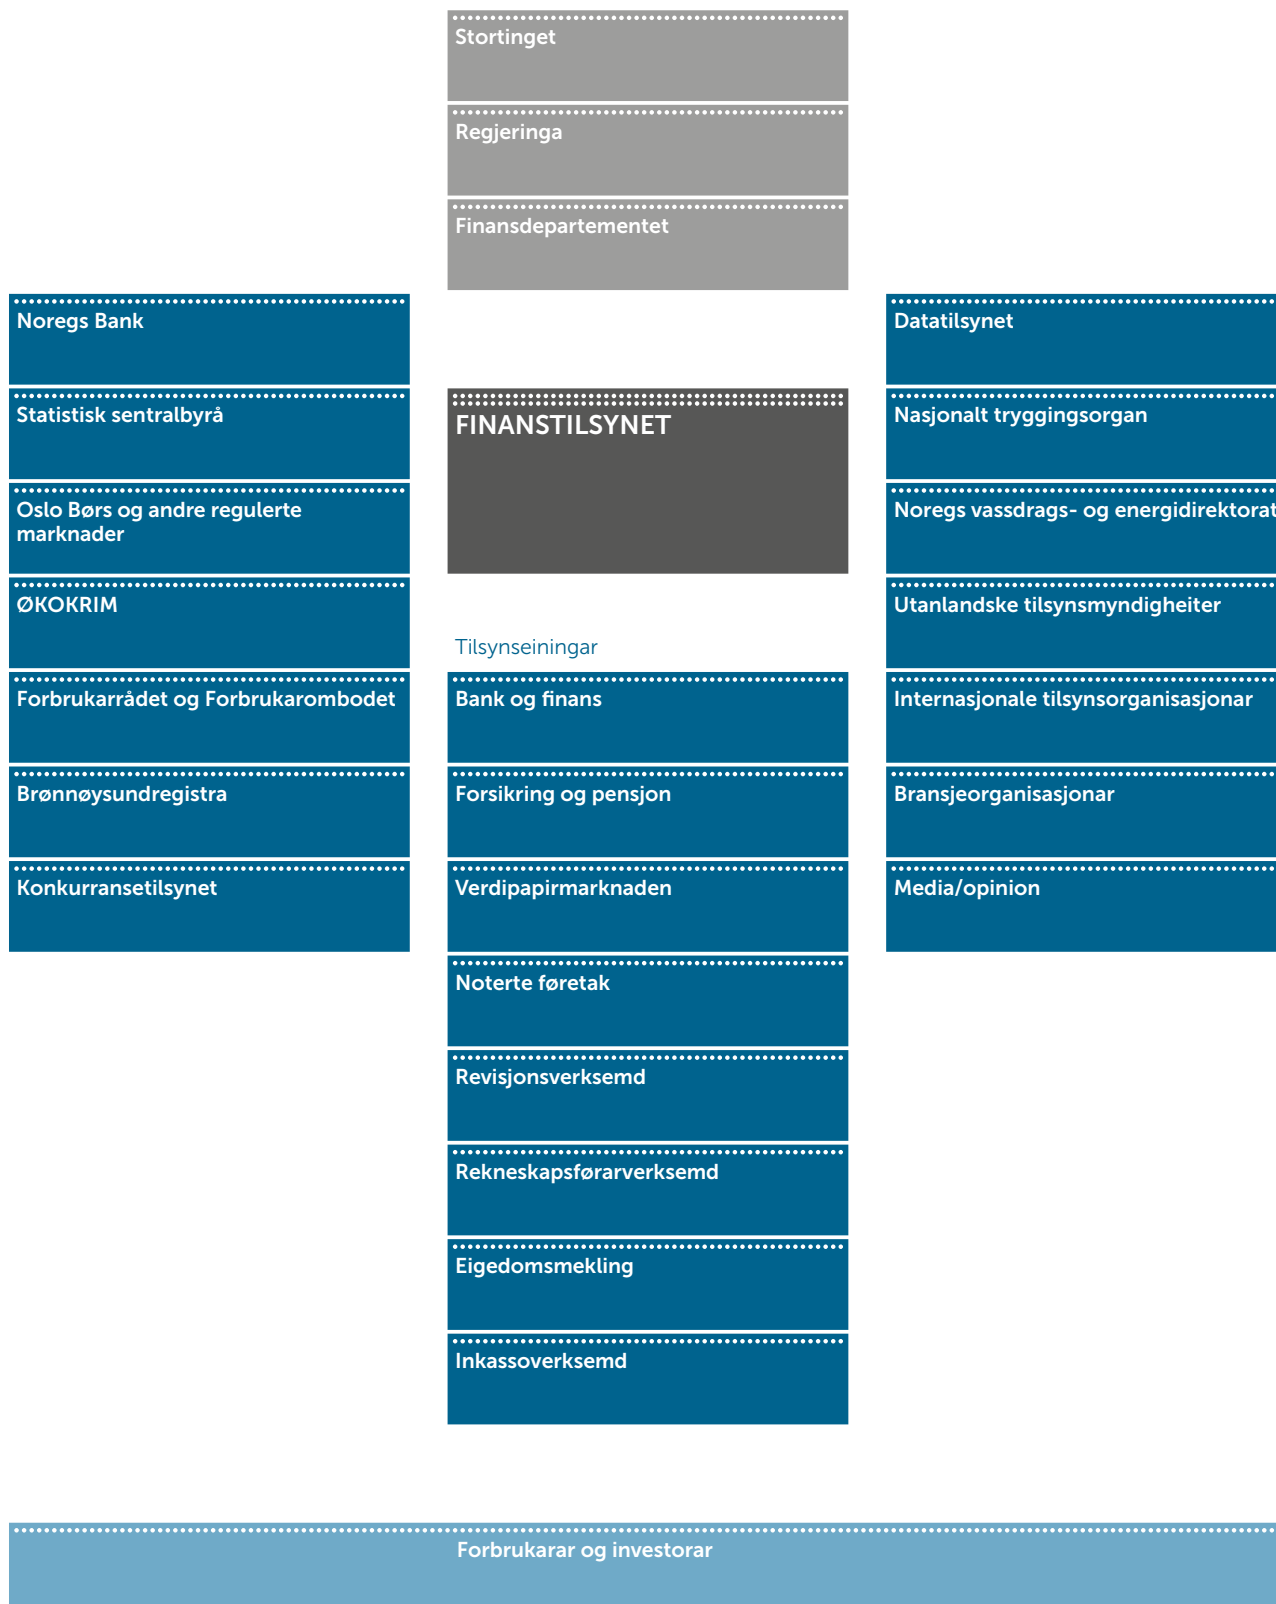 Stortinget
Regjeringa
Finansdepartementet
Noregs Bank
Statistisk sentralbyrå
Oslo Børs og andre regulerte
marknader
ØKOKRIM
Forbrukarrådet og Forbrukarombodet
Brønnøysundregistra
Konkurransetilsynet
FINANSTILSYNET
Tilsynseiningar
Bank og finans
Forsikring og pensjon
Verdipapirmarknaden
Noterte føretak
Revisjonsverksemd
Rekneskapsførarverksemd
Eigedomsmekling
Inkassoverksemd
Datatilsynet
Nasjonalt tryggingsorgan
Noregs vassdrags- og energidirektorat
Utanlandske tilsynsmyndigheiter
Internasjonale tilsynsorganisasjonar
Bransjeorganisasjonar
Media/opinion
Forbrukarar og investorar